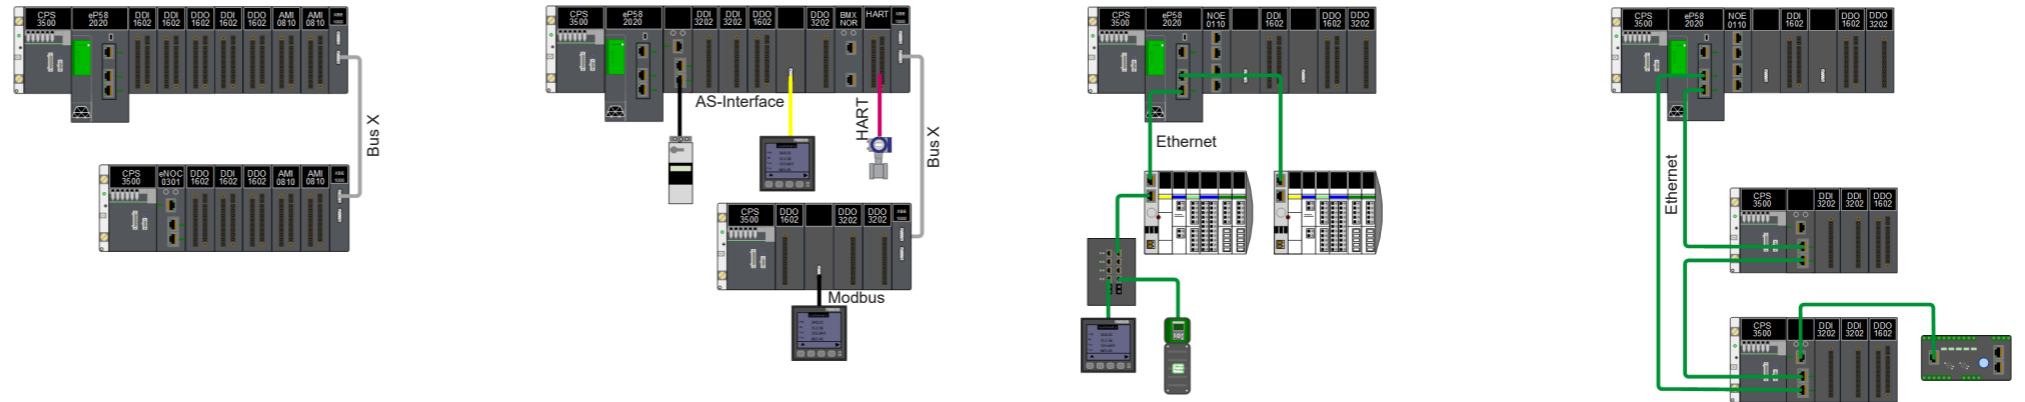 CPS 3500 eP58 2020 DDI 1602 DDI 1602 DDO 1602 DDI 1602 DDO 1602 AMI 0810 AMI 0810
Bus X
CPS 3500 eNOC 0301 DDO 1602 DDI 1602 DDO 1602 AMI 0810 AMI 0810
CPS 3500 eP58 2020 DDI 3202 DDI 3202 DDO 1602 DDO 3202 BMX NOR HART
AS-Interface
HART
Bus X
CPS 3500 DDO 1602 DDO 3202 DDO 3202
Modbus
CPS 3500 eP58 2020 NOE 0110 DDI 1602 DDO 1602 DDO 3202
Ethernet
CPS 3500 eP58 2020 NOE 0110 DDI 1602 DDO 1602 DDO 3202
Ethernet
CPS 3500 DDI 3202 DDI 3202 DDO 1602
CPS 3500 DDI 3202 DDI 3202 DDO 1602